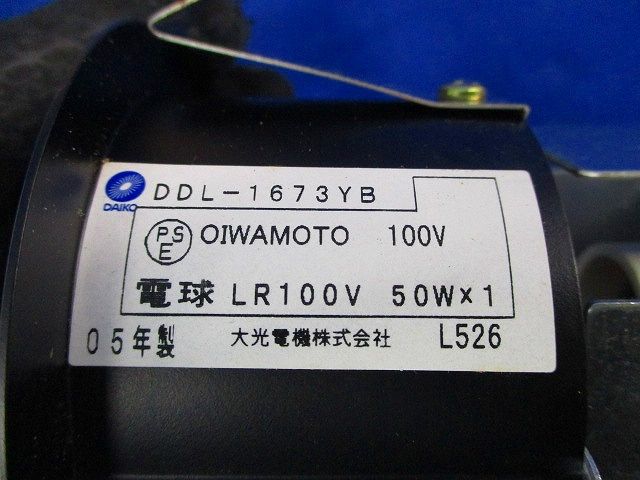 DAIKO
DDL-1673YB
PSE OIWAMOTO 100V
電球 LR100V 50W×1
05年製 大光電機株式会社 L526